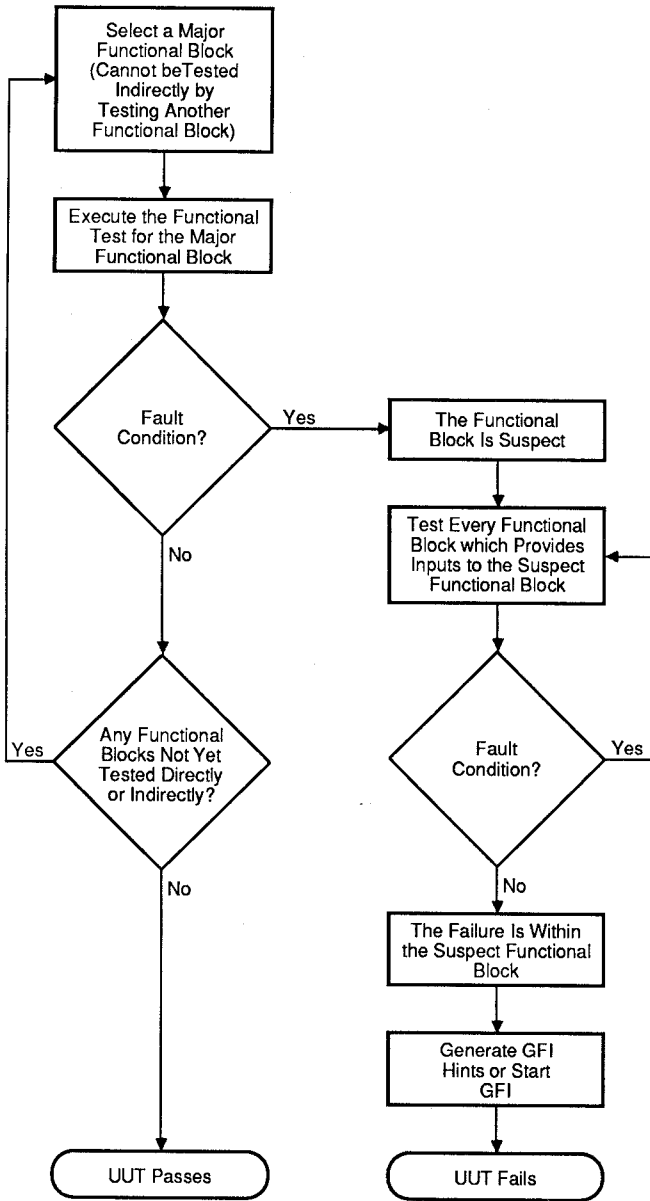 Select a Major
Functional Block
(Cannot beTested
Indirectly by
Testing Another
Functional Block)
Execute the Functional
Test for the Major
Functional Block
Fault
Condition?
Yes
No
The Functional
Block Is Suspect
Test Every Functional
Block which Provides
Inputs to the Suspect
Functional Block
Any Functional
Blocks Not Yet
Tested Directly
or Indirectly?
Yes
No
Fault
Condition?
Yes
No
The Failure Is Within
the Suspect Functional
Block
Generate GFI
Hints or Start
GFI
UUT Passes
UUT Fails